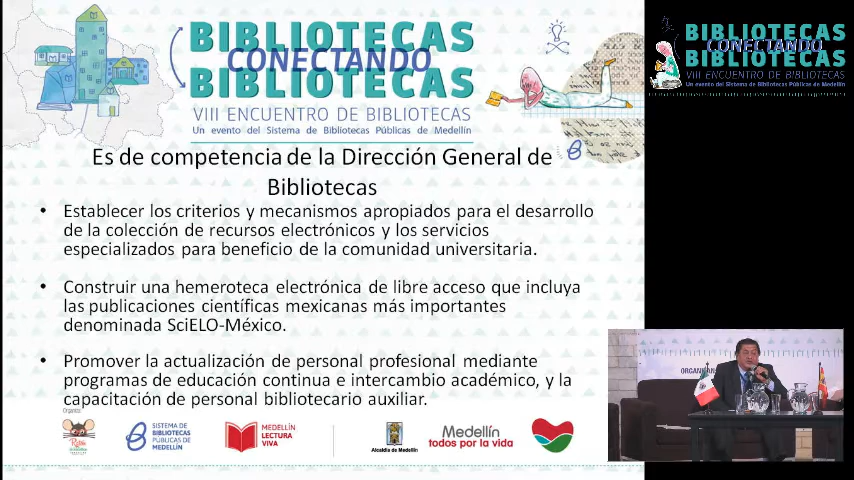 BIBLIOTECAS
CONECTANDO
BIBLIOTECAS
VIII ENCUENTRO DE BIBLIOTECAS
Un evento del Sistema de Bibliotecas Públicas de Medellín
Es de competencia de la Dirección General de
Bibliotecas
• Establecer los criterios y mecanismos apropiados para el desarrollo
de la colección de recursos electrónicos y los servicios
especializados para beneficio de la comunidad universitaria.
• Construir una hemeroteca electrónica de libre acceso que incluya
las publicaciones científicas mexicanas más importantes
denominada SciELO-México.
• Promover la actualización de personal profesional mediante
programas de educación continua e intercambio académico, y la
capacitación de personal bibliotecario auxiliar.
SISTEMA DE
BIBLIOTECAS
PÚBLICAS DE
MEDELLÍN
MEDELLÍN
LECTURA
VIVA
Alcaldía de Medellín
Medellín
todos por la vida
BIBLIOTECAS
CONECTANDO
BIBLIOTECAS
VIII ENCUENTRO DE BIBLIOTECAS
Un evento del Sistema de Bibliotecas Públicas de Medellín